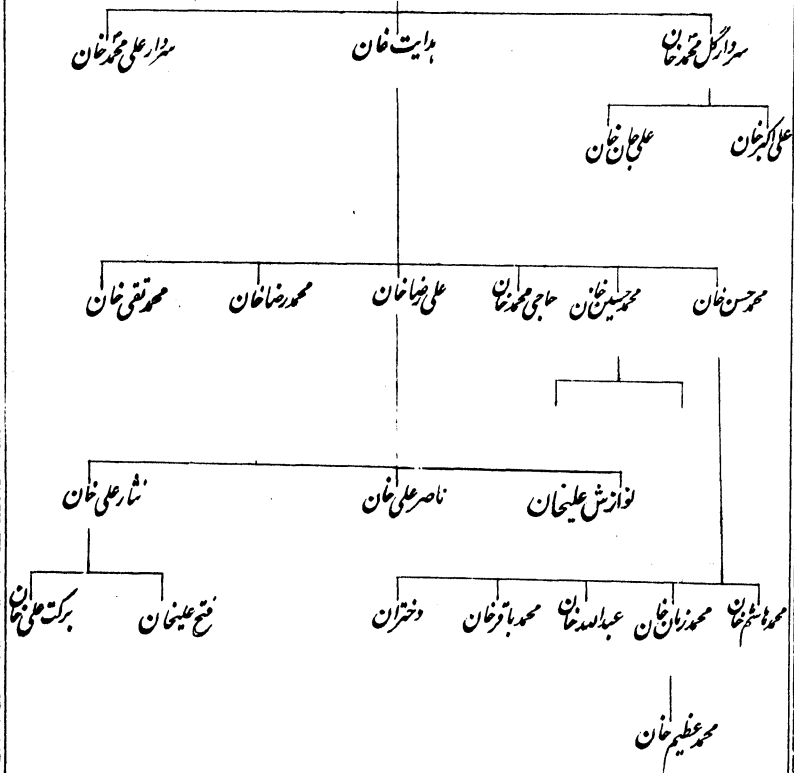 سردار گل محمد خان
هدایت خان
سردار علی محمد خان
علی اکبر خان
علی جان خان
محمد حسن خان
محمد حسین خان
حاجی محمد خان
علی رضا خان
محمد رضا خان
محمد تقی خان
نوازش علیخان
ناصر علی خان
نثار علی خان
محمد هاشم خان
محمد زمان خان
عبدالله خان
محمد باقر خان
دختران
فتح علیخان
برکت علی خان
محمد عظیم خان